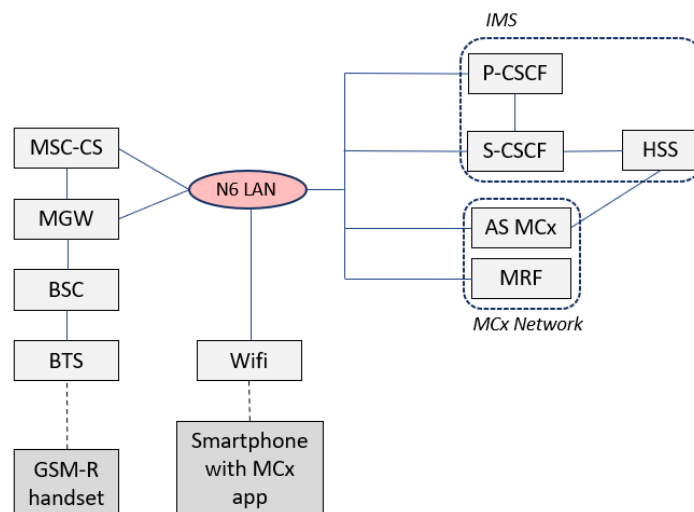 IMS
P-CSCF
MSC-CS
S-CSCF
HSS
N6 LAN
MGW
AS MCx
BSC
MRF
MCx Network
BTS
Wifi
Smartphone
with MCx
app
GSM-R
handset